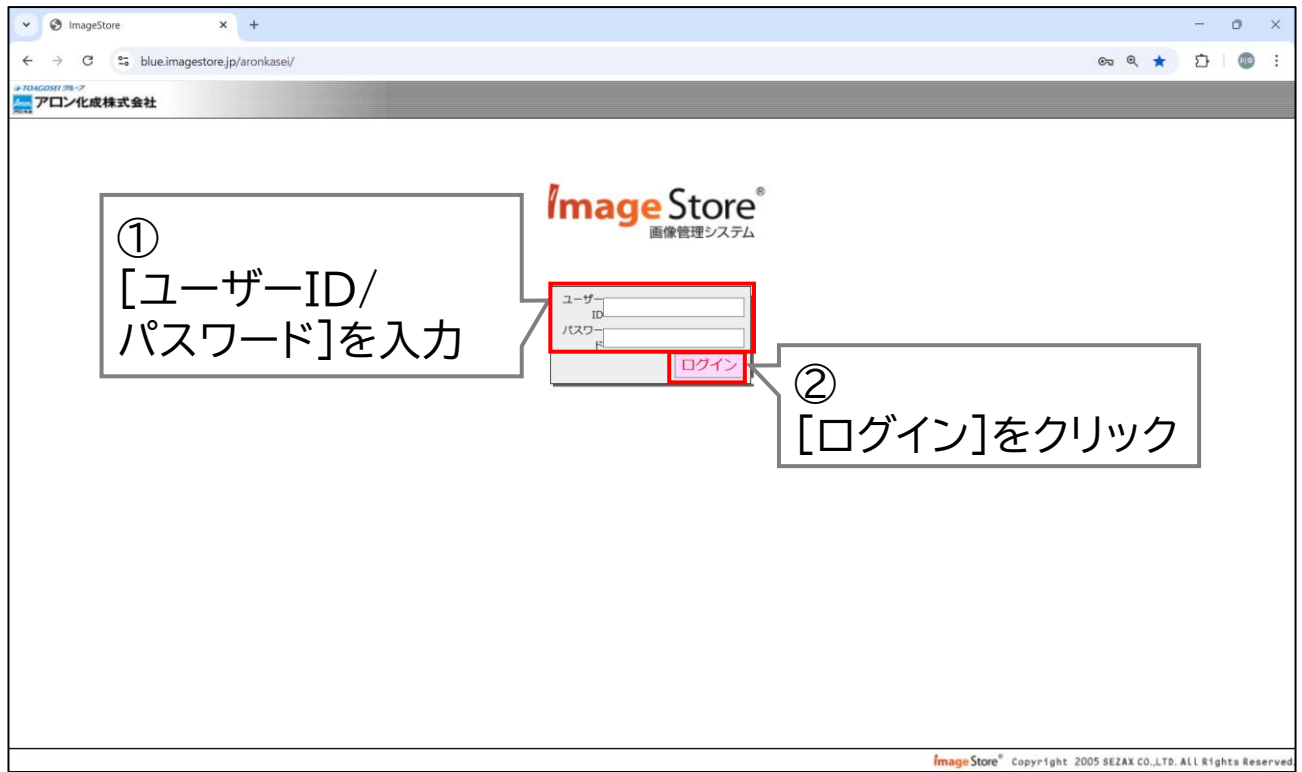 ImageStore
blue.imagestore.jp/aronkasei/
TOAGOSEI グループ
アロン化成株式会社
Image Store®
画像管理システム
①
[ユーザーID/
パスワード]を入力
ユーザー
ID
パスワー
ド
ログイン
②
[ログイン]をクリック
Image Store® Copyright 2005 SEZAX CO.,LTD. ALL Rights Reserved.